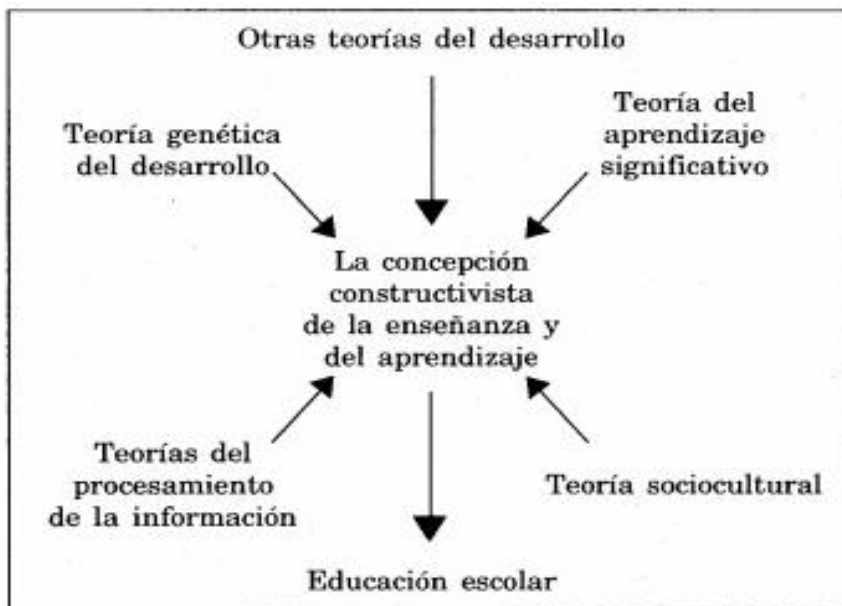 Otras teorías del desarrollo
Teoría genética
del desarrollo
Teoría del
aprendizaje
significativo
La concepción
constructivista
de la enseñanza y
del aprendizaje
Teorías del
procesamiento
de la información
Teoría sociocultural
Educación escolar